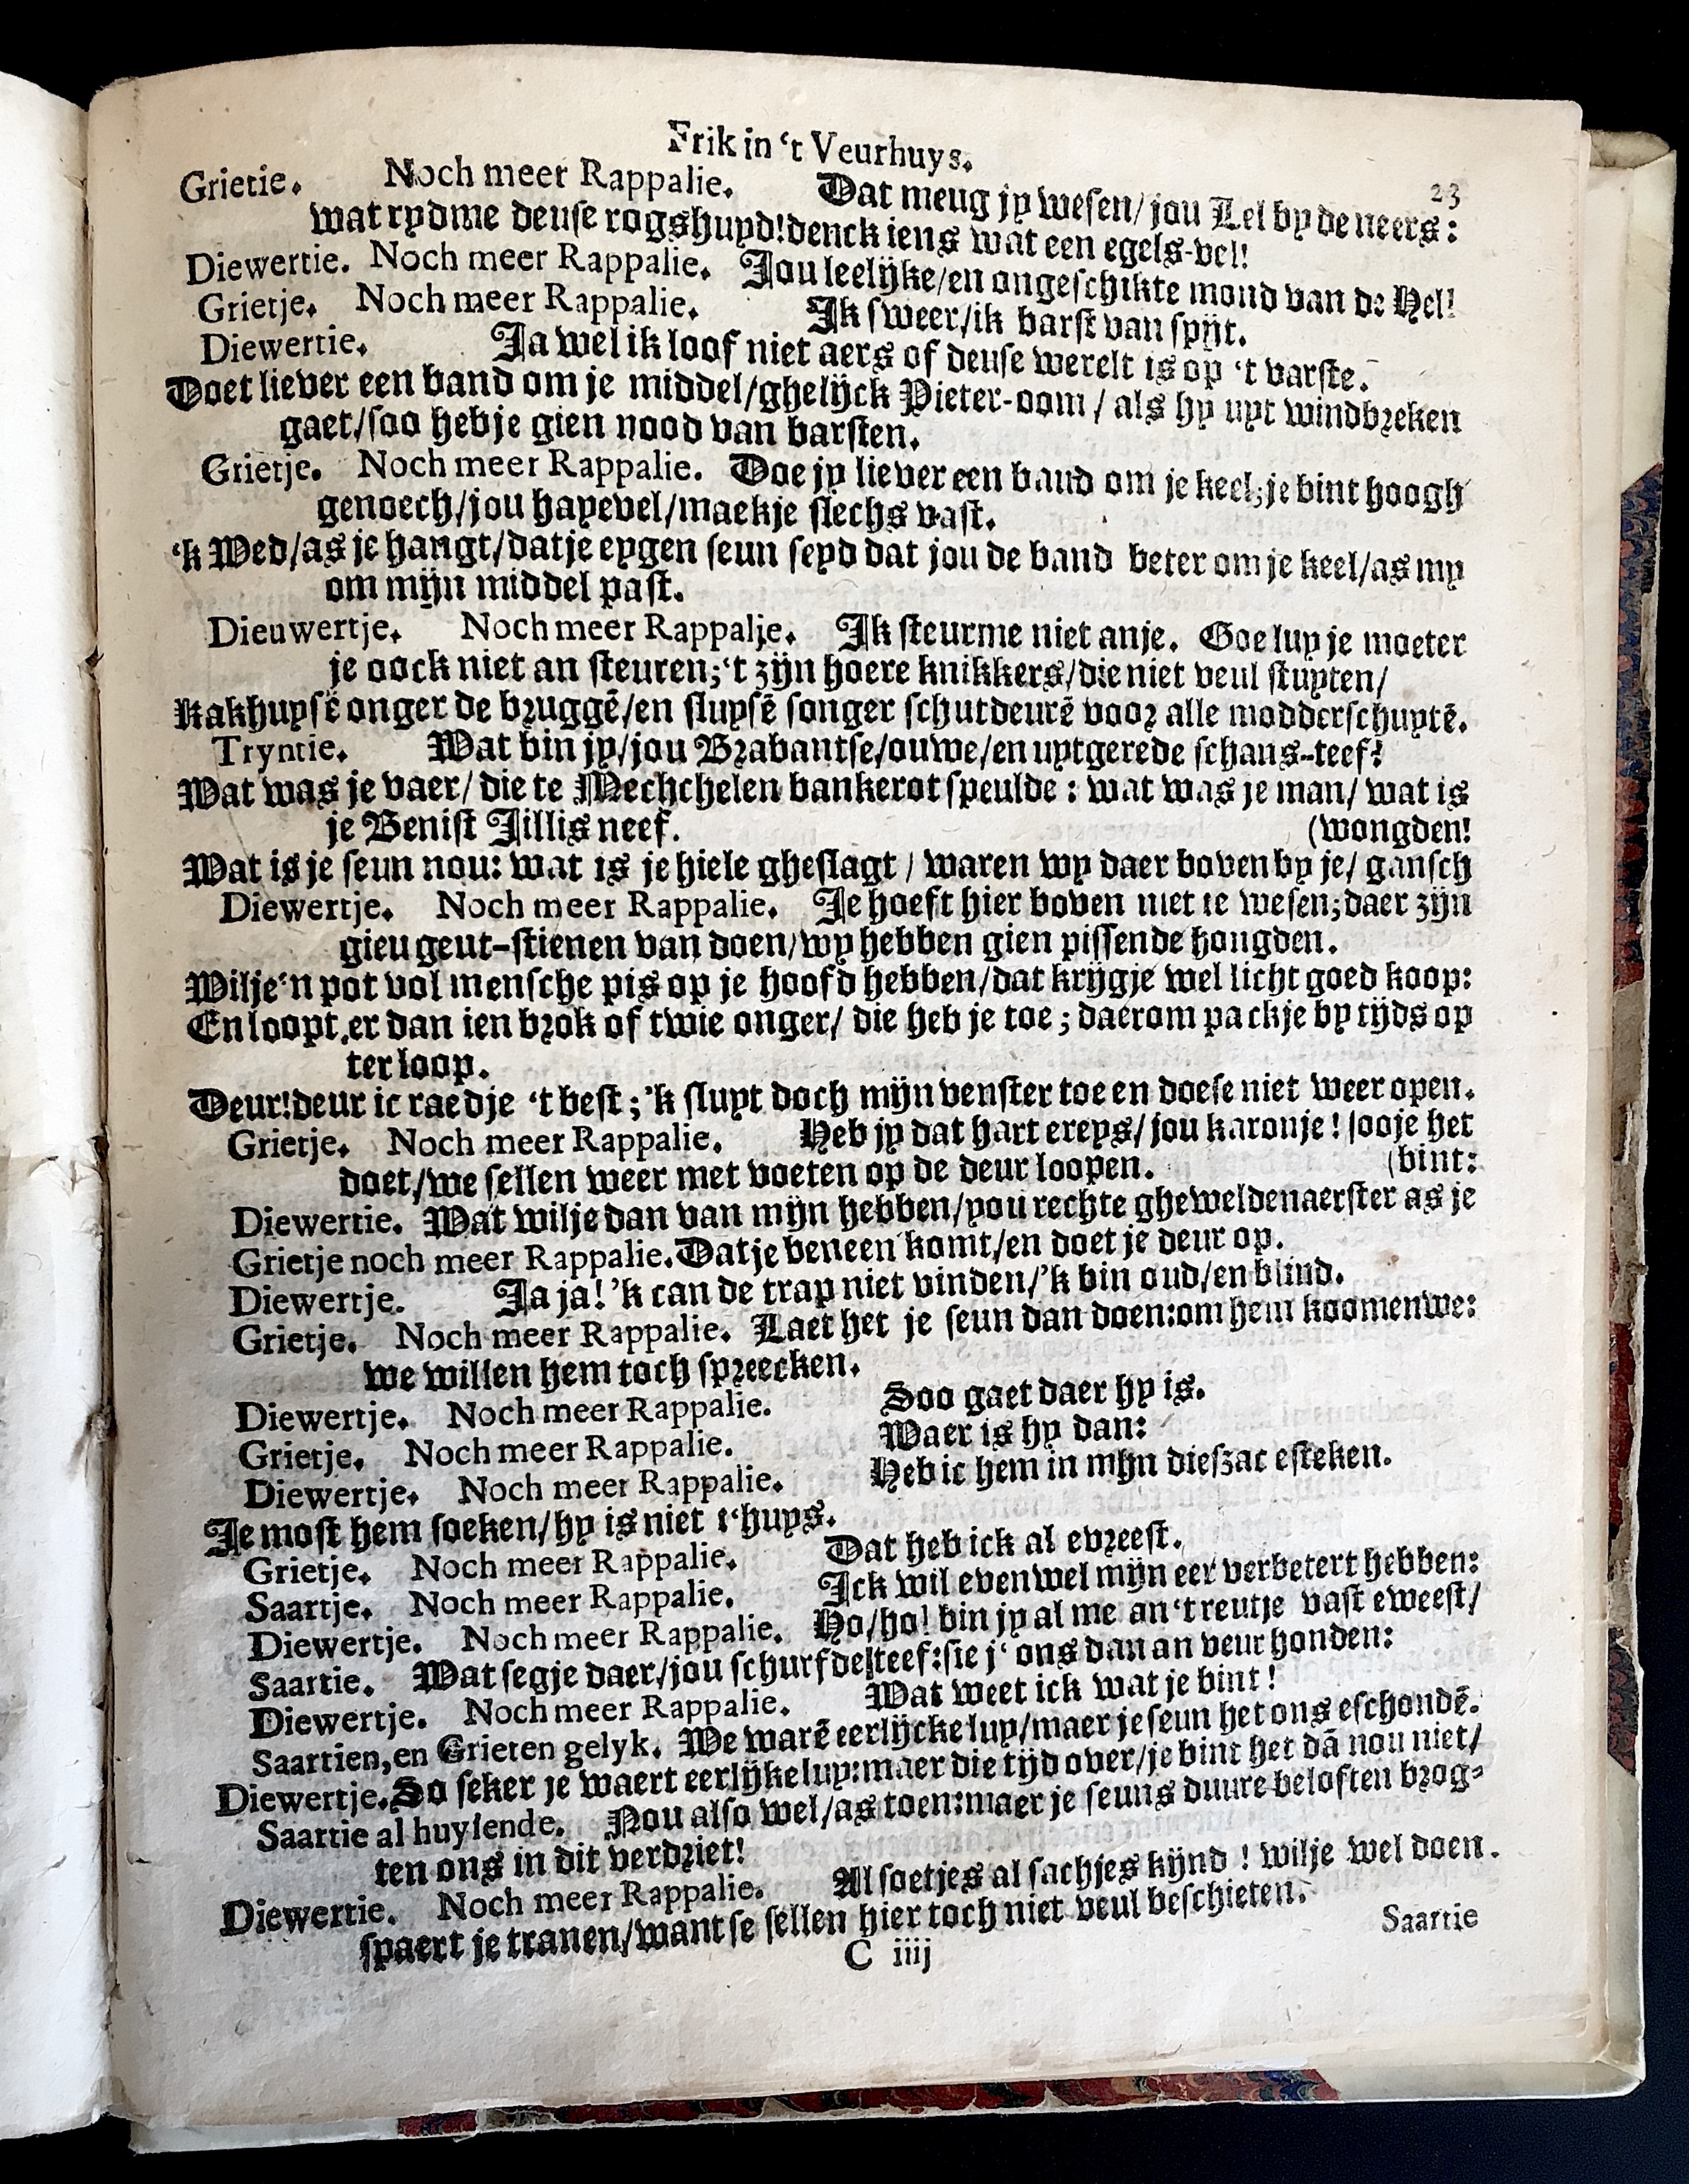 Frik in ‘t Veurhuys.
23
Grietie. Noch meer Rappalie. Dat meug jy wesen/ jou Lel by de neers:
wat rydme deuse rogshuyd! denck iens wat een egels-vel!
Diewertie. Noch meer Rappalie. Jou leelijke/en ongeschikte mond van de Hel!
Grietje. Noch meer Rappalie. Ik sweer/ik barst van spijt.
Diewertie. Ja wel ik loof niet aers of deuse werelt is op ‘t varste.
Doet liever een band om je middel/ghelijck Pieter-oom / als hy uyt windbreken
gaet/soo hebje gien nood van barsten.
Grietje. Noch meer Rappalie. Doe jy liever een band om je keel; je bint hoogh
genoech/jou hayevel/maekje slechs vast.
‘k Wed/as je hangt/datje eygen seun seyd dat jou de band beter om je keel/as my
om mijn middel past.
Dieuwertje. Noch meer Rappalje. Ik steurme niet anje. Goe luy je moeter
je oock niet an steuren;‘t zijn hoere knikkers/die niet veul stuyten/
Kakhuysē onger de bruggē/en sluysē songer schutdeurē voor alle modderschuytē.
Tryntie. Wat bin jy/jou Brabantse/ouwe/en uytgerede schans-teef?
Wat was je vaer/ die te Mechchelen bankerot speulde : wat was je man/ wat is
je Benist Jillis neef. (wongden!
Wat is je seun nou: wat is je hiele gheslagt / waren wy daer boven by je/ gansch
Diewertje. Noch meer Rappalie. Je hoeft hier boven niet te wesen; daer zijn
gieu geut-stienen van doen/wy hebben gien pissende hongden.
Wilje‘n pot vol mensche pis op je hoofd hebben/dat krijgje wel licht goed koop:
En loopt,er dan ien brok of twie onger/ die heb je toe ; daerom packje by tijds op
ter loop.
Deur!deur ic raedje ‘t best ; ’k sluyt doch mijn venster toe en doese niet weer open.
Grietje. Noch meer Rappalie. Heb jy dat hart ereys/ jou karonje! sooje het
doet/we sellen weer met voeten op de deur loopen. (bint:
Diewertie. Wat wilje dan van mijn hebben/you rechte gheweldenaerster as je
Grietje noch meer Rappalie. Datje beneen komt/en doet je deur op.
Diewertje. Ja ja! ’k can de trap niet vinden/’k bin oud/en blind.
Grietje. Noch meer Rappalie. Laet het je seun dan doen:om hem koomenwe:
we willen hem toch spreecken.
Diewertje. Noch meer Rappalie. Soo gaet daer hy is.
Grietje. Noch meer Rappalie. Waer is hy dan:
Diewertje. Noch meer Rappalie. Heb ic hem in mijn dieszac esteken.
Je most hem soeken/hy is niet t‘huys.
Grietje. Noch meer Rappalie. Dat heb ick al evreest.
Saartje. Noch meer Rappalie. Ick wil evenwel mijn eer verbetert hebben:
Diewertje. Noch meer Rappalie. Ho/ho! bin jy al me an‘t reutje vast eweest/
Saartie. Wat segje daer/jou schurfde teef:sie j‘ ons dan an veur honden:
Diewertje. Noch meer Rappalie. Wat weet ick wat je bint !
Saartien,en Grieten gelyk. We warē eerlijcke luy/maer je seun het ons eschondē.
Diewertje. So seker je waert eerlijke luy:maer die tijd over/je bint het dā nou niet/
Saartie al huylende. Nou also wel/as toen:maer je seuns duure beloften brog-
ten ons in dit verdriet!
Diewertie. Noch meer Rappalie. Al soetjes al sachjes kijnd ! wilje wel doen.
spaert je tranen/want se sellen hier toch niet veul beschieten.
C iiij
Saartie